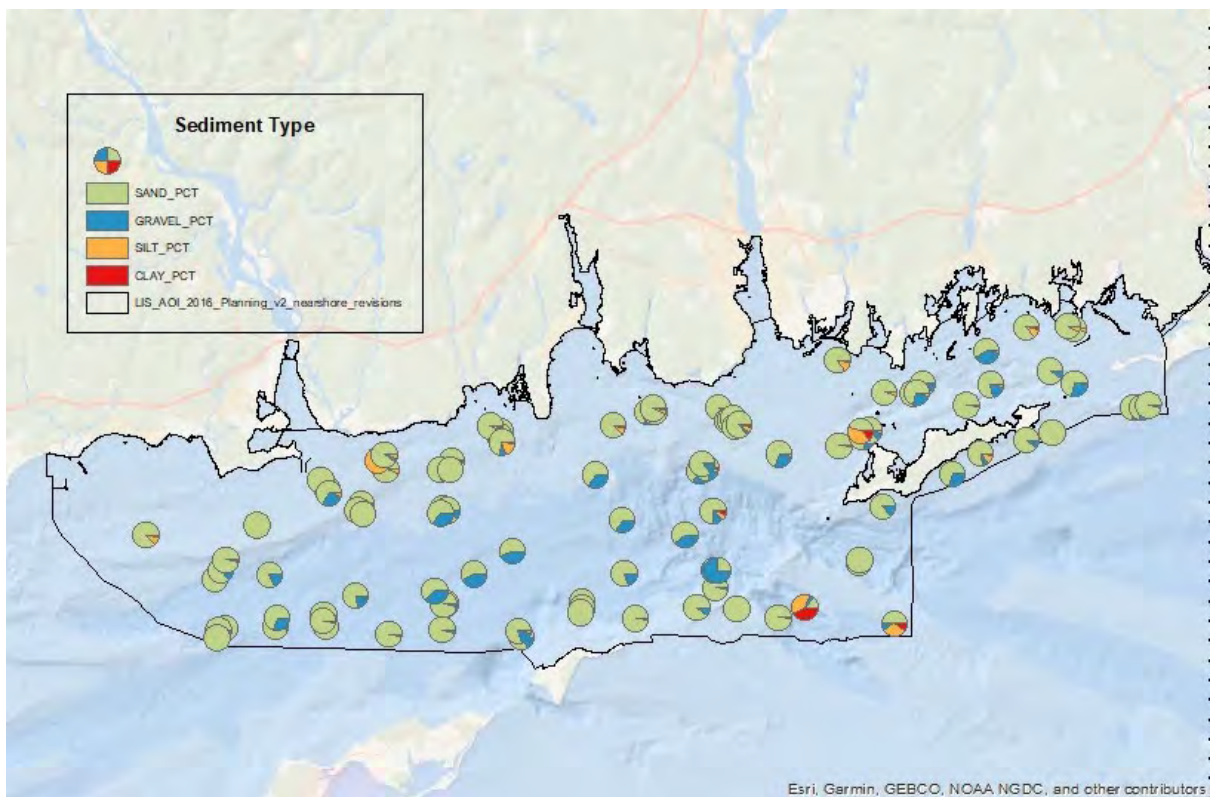 Sediment Type
SAND_PCT
GRAVEL_PCT
SILT_PCT
CLAY_PCT
LIS_AOI_2016_Planning_v2_nearshore_revisions
Esri, Garmin, GEBCO, NOAA NGDC, and other contributors